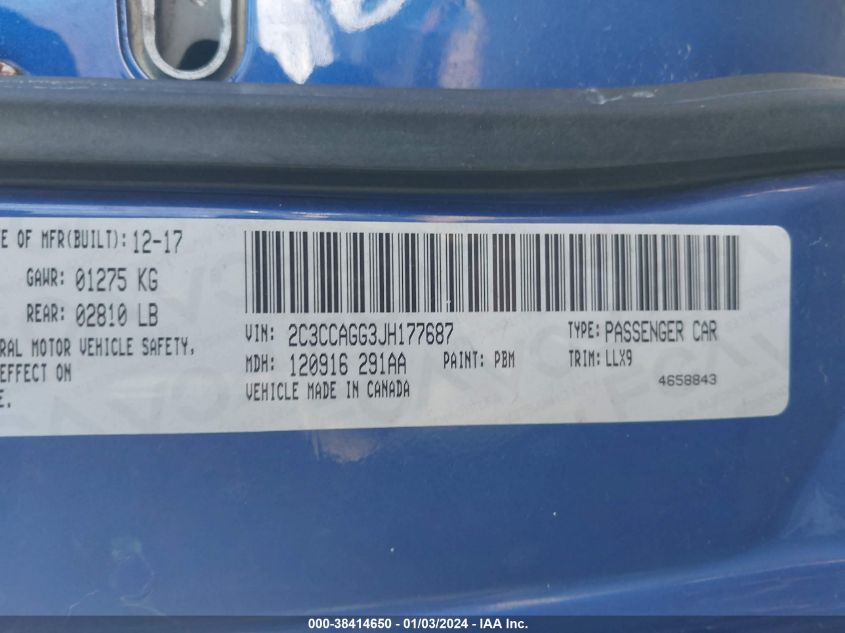 E OF MFR(BUILT): 12-17
GAWR: 01275 KG
REAR: 02810 LB
RAL MOTOR VEHICLE SAFETY,
EFFECT ON
E.
VIN: 2C3CCAGG3JH177687
TYPE: PASSENGER CAR
MDH: 120916 291AA
PAINT: PBM
TRIM: LLX9
VEHICLE MADE IN CANADA
4658843
000-38414650 - 01/03/2024 - IAA Inc.